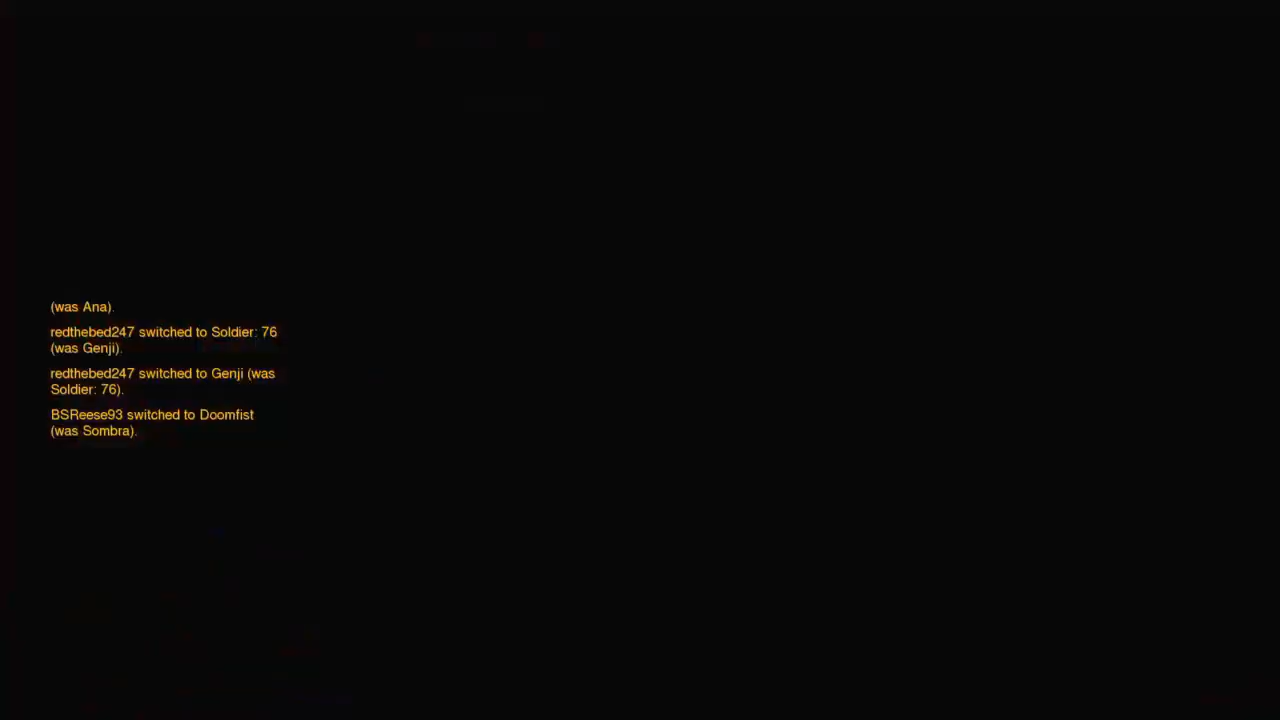 (was Ana).
redthebed247 switched to Soldier: 76
(was Genji).
redthebed247 switched to Genji (was
Soldier: 76).
BSReese93 switched to Doomfist
(was Sombra).